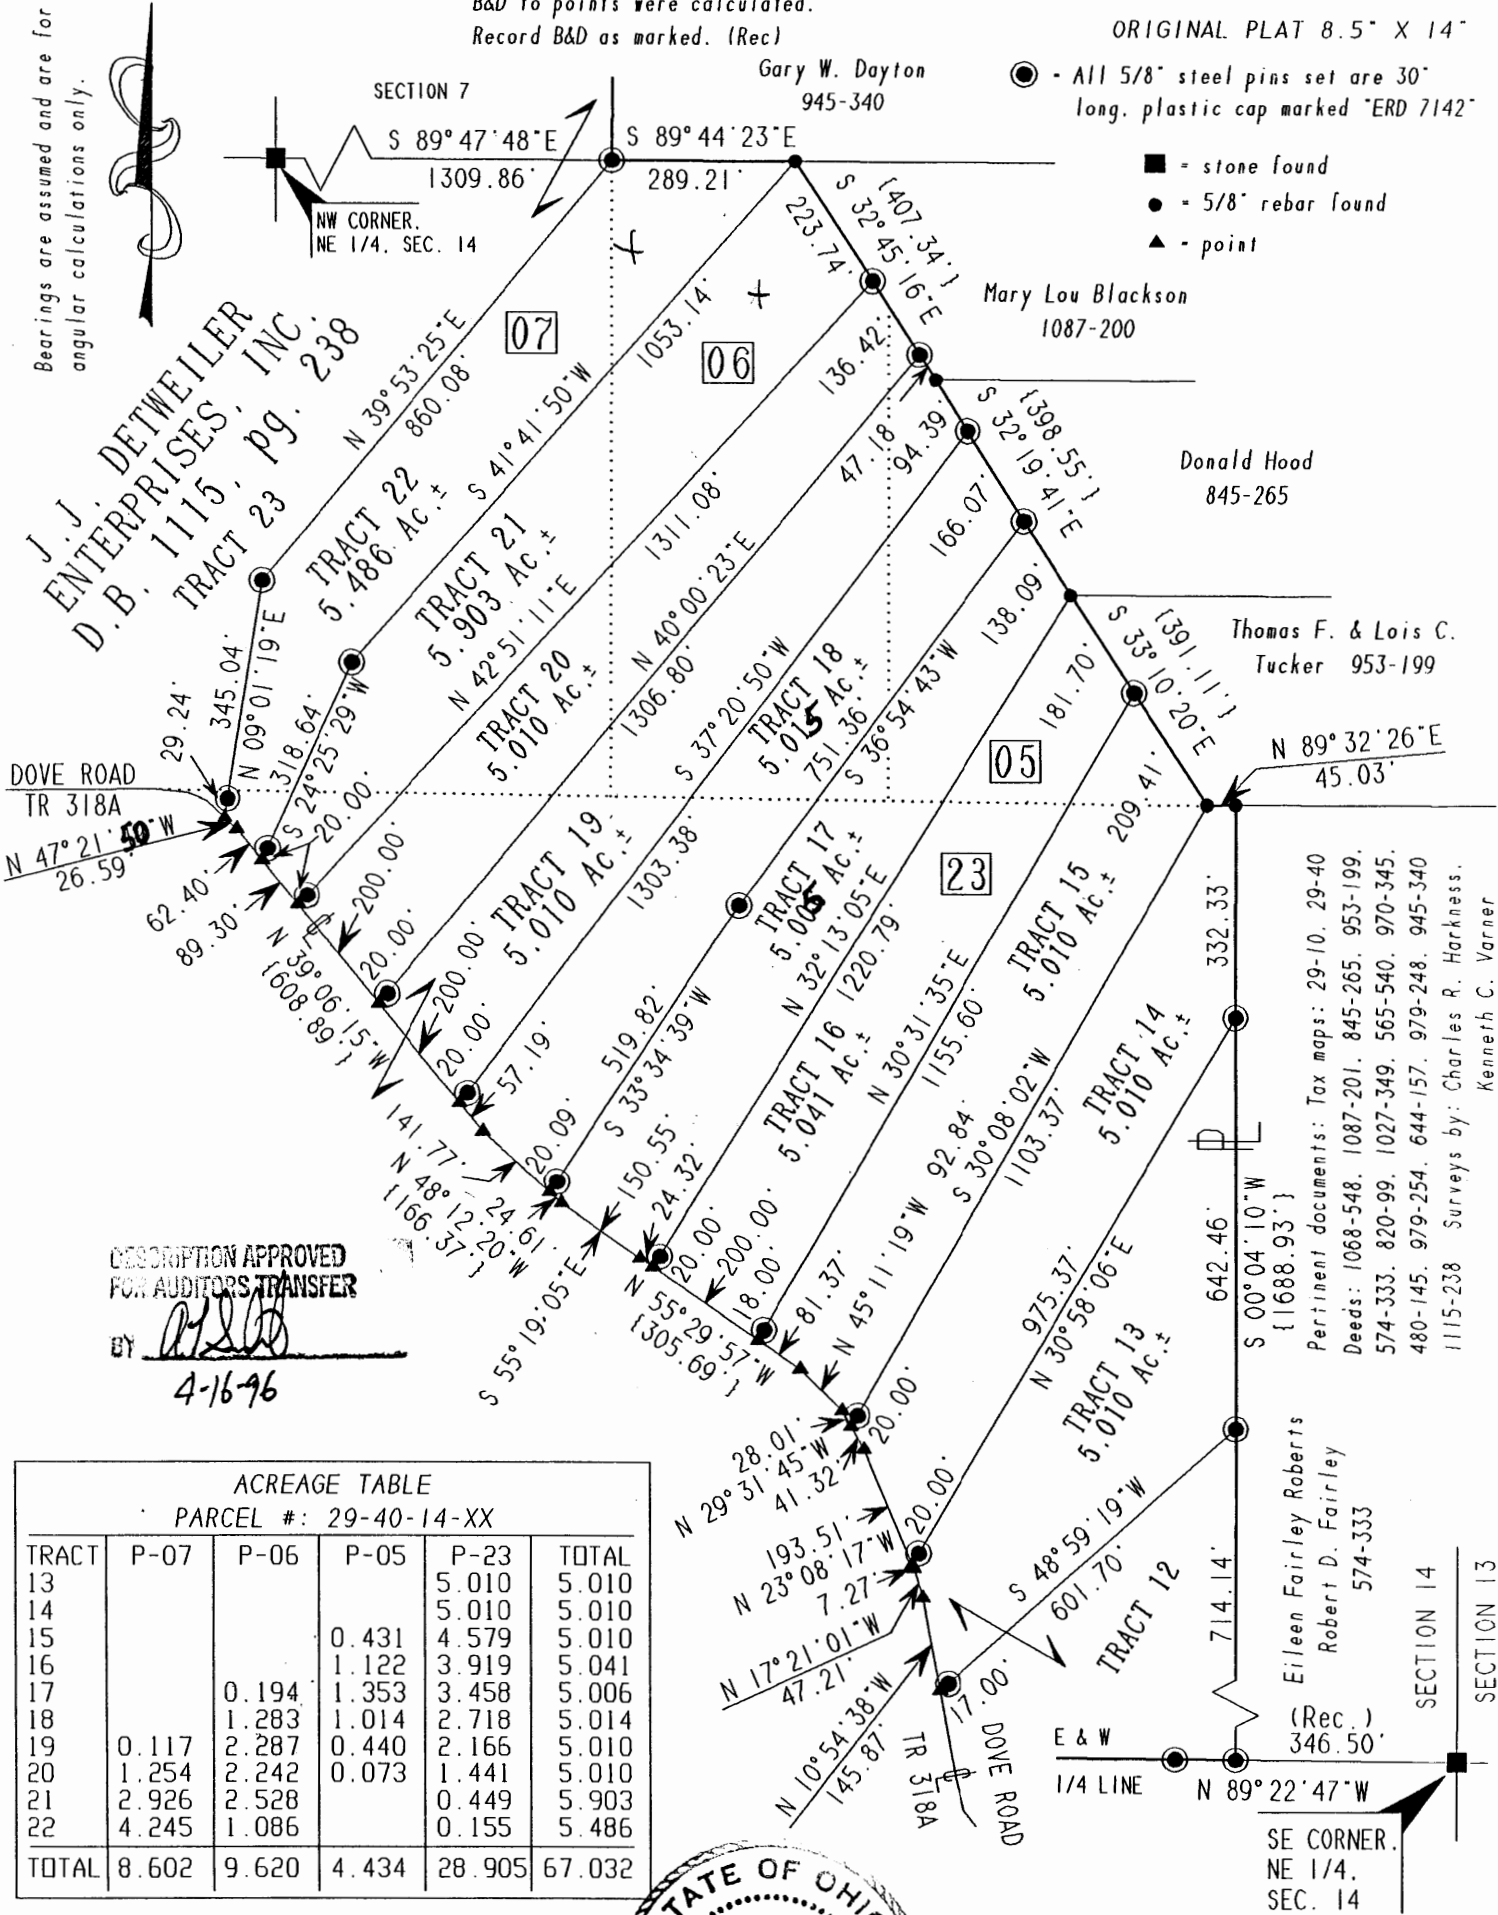 B&D to points were calculated.
Record B&D as marked. (Rec)
ORIGINAL PLAT 8.5" X 14"
- All 5/8" steel pins set are 30"
long, plastic cap marked "ERD 7142"
= stone found
= 5/8" rebar found
- point
Bearings are assumed and are for
angular calculations only.
SECTION 7
S 89°47'48"E
1309.86'
NW CORNER.
NE 1/4. SEC. 14
Gary W. Dayton
945-340
S 89°44'23"E
289.21'
{407.34'}
S 32°45'16"E
223.74'
Mary Lou Blackson
1087-200
136.42'
47.18
94.39'
{398.55'}
S 32°19'41"E
Donald Hood
845-265
166.07'
138.09'
{391.11'}
S 33°10'20"E
181.70'
209.41'
Thomas F. & Lois C.
Tucker 953-199
N 89°32'26"E
45.03'
J.J. DETWEILER
ENTERPRISES, INC.
D.B. 1115, pg. 238
TRACT 23
07
06
05
23
N 39°53'25"E
860.08'
TRACT 22
5.486 Ac.±
S 41°41'50"W
1053.14'
TRACT 21
5.903 Ac.±
N 42°51'11"E
1311.08'
TRACT 20
5.010 Ac.±
N 40°00'23"E
1306.80'
TRACT 19
5.010 Ac.±
S 37°20'50"W
1303.38'
TRACT 18
5.015 Ac.±
751.36'
S 36°54'43"W
TRACT 17
5.006 Ac.±
519.82'
S 33°34'39"W
N 32°13'05"E
1220.79'
TRACT 16
5.041 Ac.±
N 30°31'35"E
1155.60'
TRACT 15
5.010 Ac.±
S 30°08'02"W
1103.37'
TRACT 14
5.010 Ac.±
975.37'
N 30°58'06"E
TRACT 13
5.010 Ac.±
S 48°59'19"W
601.70'
TRACT 12
29.24'
345.04'
N 09°01'19"E
318.64'
S 24°25'29"W
DOVE ROAD
TR 318A
N 47°21'50"W
26.59'
62.40'
89.30'
20.00'
200.00'
N 39°06'15"W
{608.89'}
20.00'
200.00'
20.00'
57.19'
141.77'
N 48°12'20"W
{166.37'}
24.61'
20.09'
150.55'
24.32'
S 55°19'05"E
N 55°29'57"W
{305.69'}
20.00'
200.00'
18.00'
81.37'
N 45°11'19"W 92.84'
28.01'
N 29°31'45"W
41.32'
20.00'
193.51'
N 23°08'17"W
20.00'
7.27'
N 17°21'01"W
47.21'
N 10°54'38"W
145.87'
17.00'
TR 318A
DOVE ROAD
332.33'
642.46'
S 00°04'10"W
{1688.93'}
714.14'
Pertinent documents: Tax maps: 29-10. 29-40
Deeds: 1068-548. 1087-201. 845-265. 953-199.
574-333. 820-99. 1027-349. 565-540. 970-345.
480-145. 979-254. 644-157. 979-248. 945-340
1115-238 Surveys by: Charles R. Harkness.
Kenneth C. Varner
Eileen Fairley Roberts
Robert D. Fairley
574-333
SECTION 14
SECTION 13
E & W
1/4 LINE
(Rec.)
346.50'
N 89°22'47"W
SE CORNER.
NE 1/4.
SEC. 14
DESCRIPTION APPROVED
FOR AUDITORS TRANSFER
BY
4-16-96
ACREAGE TABLE
PARCEL #: 29-40-14-XX
TRACT P-07 P-06 P-05 P-23 TOTAL
13 5.010 5.010
14 5.010 5.010
15 0.431 4.579 5.010
16 1.122 3.919 5.041
17 0.194 1.353 3.458 5.006
18 1.283 1.014 2.718 5.014
19 0.117 2.287 0.440 2.166 5.010
20 1.254 2.242 0.073 1.441 5.010
21 2.926 2.528 0.449 5.903
22 4.245 1.086 0.155 5.486
TOTAL 8.602 9.620 4.434 28.905 67.032
STATE OF OHIO